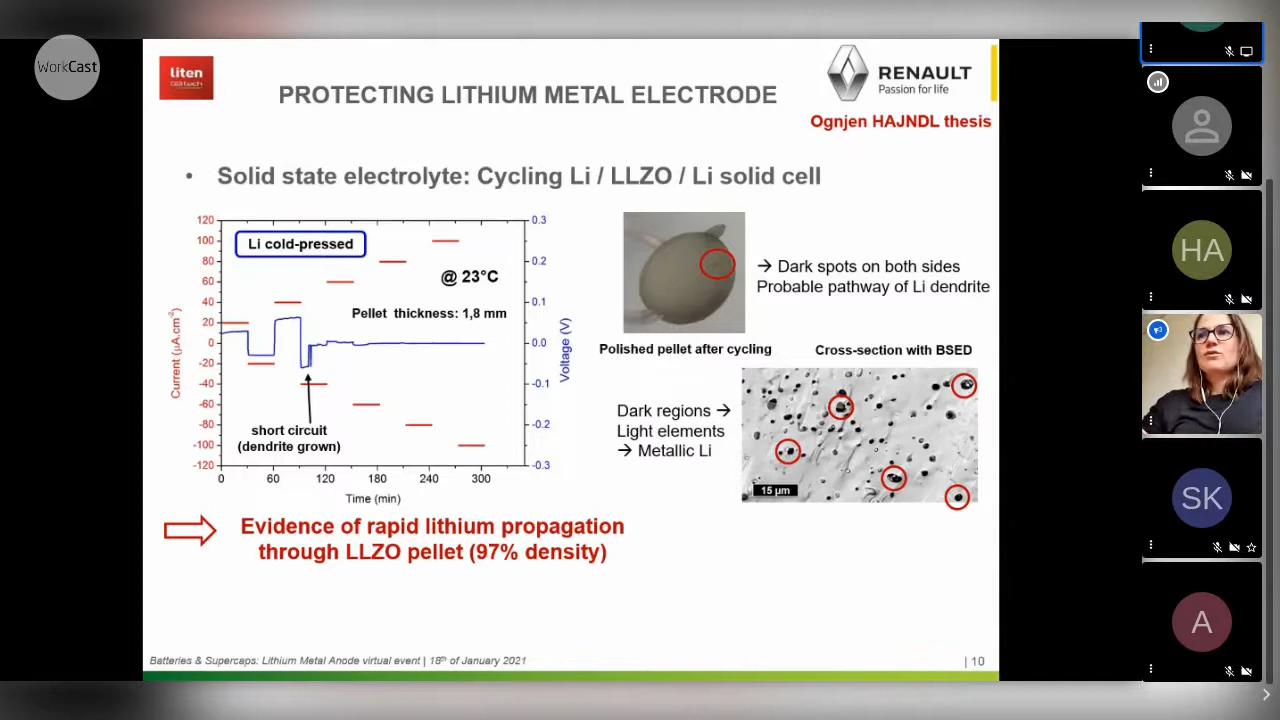 WorkCast
liten
ceatech
PROTECTING LITHIUM METAL ELECTRODE
RENAULT
Passion for life
Ognjen HAJNDL thesis
• Solid state electrolyte: Cycling Li / LLZO / Li solid cell
120
100
80
60
40
20
0
-20
-40
-60
-80
-100
-120
Current (µA.cm⁻²)
Li cold-pressed
@ 23°C
Pellet thickness: 1,8 mm
short circuit
(dendrite grown)
0.3
0.2
0.1
0.0
-0.1
-0.2
-0.3
Voltage (V)
0 60 120 180 240 300
Time (min)
→ Dark spots on both sides
Probable pathway of Li dendrite
Polished pellet after cycling
Cross-section with BSED
Dark regions →
Light elements
→ Metallic Li
15 µm
Evidence of rapid lithium propagation
through LLZO pellet (97% density)
Batteries & Supercaps: Lithium Metal Anode virtual event | 18th of January 2021
| 10
HA
SK
A